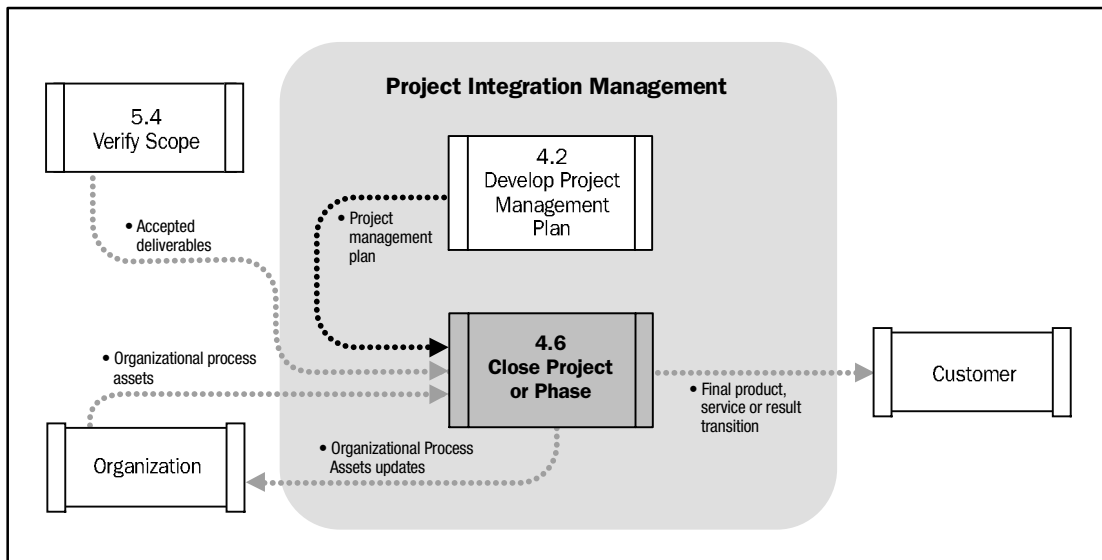 Project Integration Management
5.4
Verify Scope
4.2
Develop Project
Management
Plan
• Accepted
deliverables
• Project
management
plan
4.6
Close Project
or Phase
• Organizational process
assets
Customer
• Final product,
service or result
transition
Organization
• Organizational Process
Assets updates